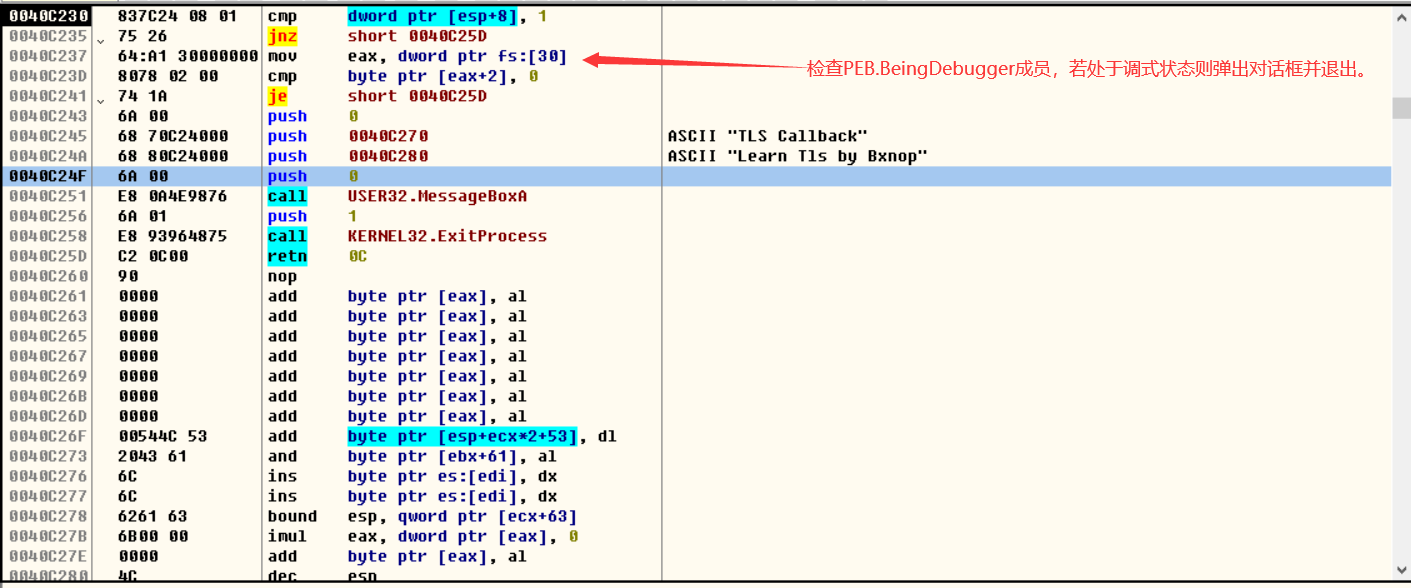 0040C230 837C24 08 01 cmp dword ptr [esp+8], 1
0040C235 75 26 jnz short 0040C25D
0040C237 64:A1 30000000 mov eax, dword ptr fs:[30]
检查PEB.BeingDebugger成员，若处于调式状态则弹出对话框并退出。
0040C23D 8078 02 00 cmp byte ptr [eax+2], 0
0040C241 74 1A je short 0040C25D
0040C243 6A 00 push 0
0040C245 68 70C24000 push 0040C270 ASCII "TLS Callback"
0040C24A 68 80C24000 push 0040C280 ASCII "Learn Tls by Bxnop"
0040C24F 6A 00 push 0
0040C251 E8 0A4E9876 call USER32.MessageBoxA
0040C256 6A 01 push 1
0040C258 E8 93964875 call KERNEL32.ExitProcess
0040C25D C2 0C00 retn 0C
0040C260 90 nop
0040C261 0000 add byte ptr [eax], al
0040C263 0000 add byte ptr [eax], al
0040C265 0000 add byte ptr [eax], al
0040C267 0000 add byte ptr [eax], al
0040C269 0000 add byte ptr [eax], al
0040C26B 0000 add byte ptr [eax], al
0040C26D 0000 add byte ptr [eax], al
0040C26F 00544C 53 add byte ptr [esp+ecx*2+53], dl
0040C273 2043 61 and byte ptr [ebx+61], al
0040C276 6C ins byte ptr es:[edi], dx
0040C277 6C ins byte ptr es:[edi], dx
0040C278 6261 63 bound esp, qword ptr [ecx+63]
0040C27B 6B00 00 imul eax, dword ptr [eax], 0
0040C27E 0000 add byte ptr [eax], al
0040C280 4C dec esp